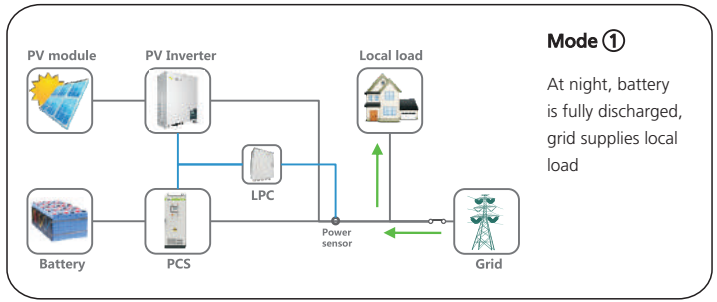 Mode ①
PV module
PV Inverter
Local load
At night, battery
is fully discharged,
grid supplies local
load
LPC
Power
sensor
Battery
PCS
Grid